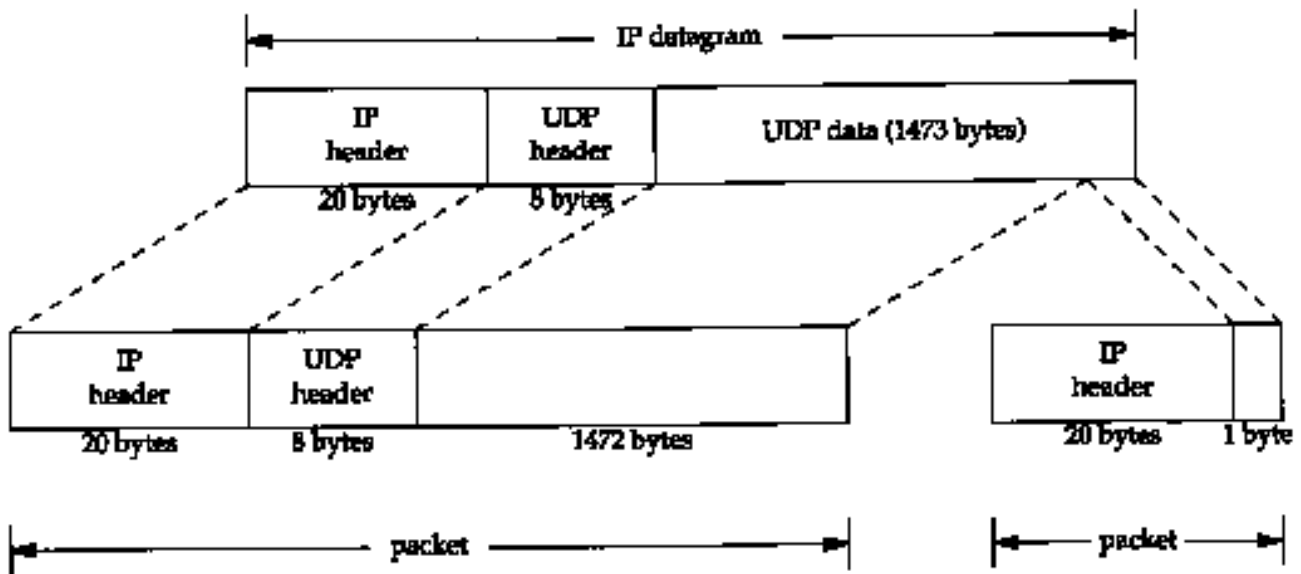 IP datagram
IP
header
UDP
header
UDP data (1473 bytes)
20 bytes
8 bytes
IP
header
UDP
header
IP
header
20 bytes
8 bytes
1472 bytes
20 bytes
1 byte
packet
packet